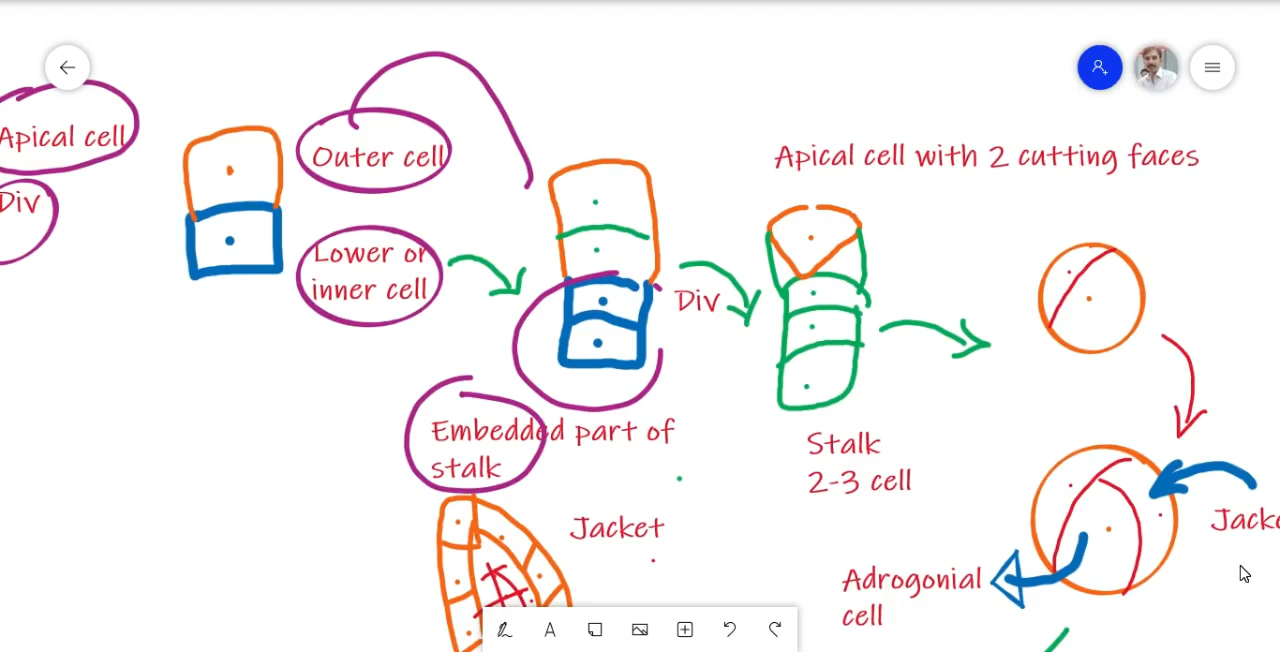 Apical cell
Div
Outer cell
Lower or
inner cell
Div
Apical cell with 2 cutting faces
Embedded part of
stalk
Stalk
2-3 cell
Jacket
Adrogonial
cell
Jacke
A